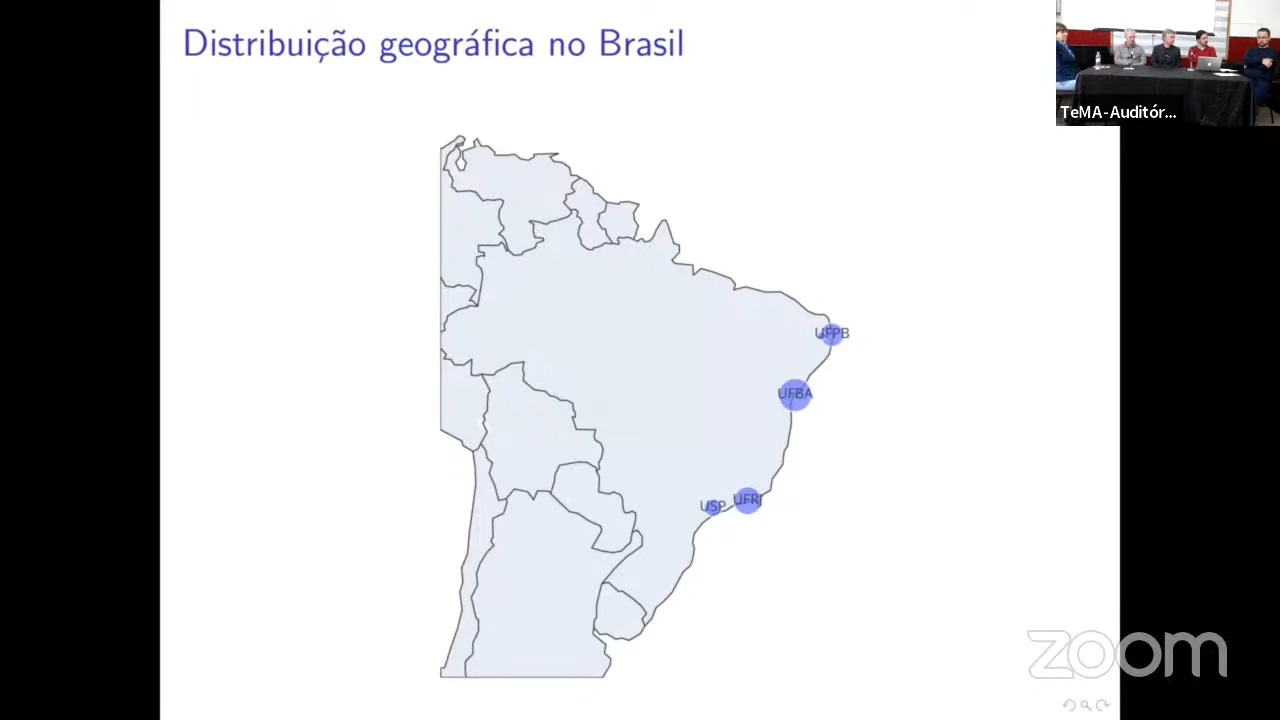 Distribuição geográfica no Brasil
TeMA-Auditór...
UFPB
UFBA
USP
UFRJ
zoom